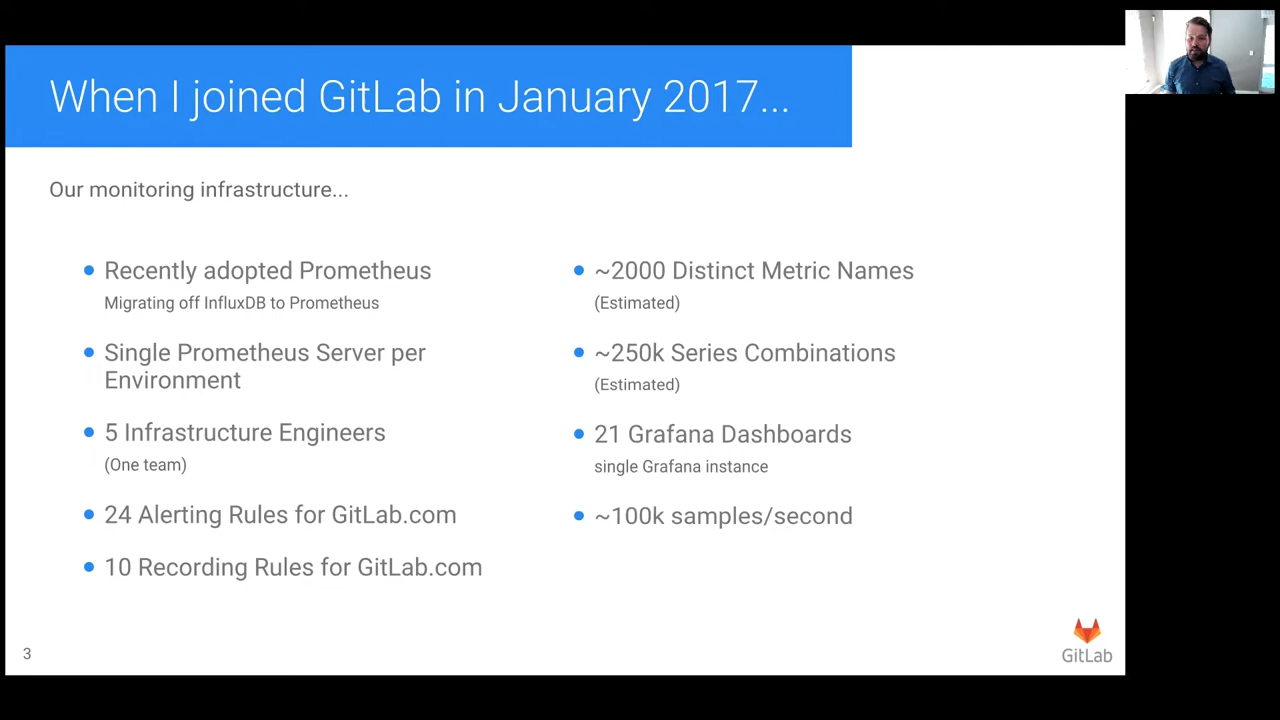 When I joined GitLab in January 2017...
Our monitoring infrastructure...
Recently adopted Prometheus
Migrating off InfluxDB to Prometheus
Single Prometheus Server per
Environment
5 Infrastructure Engineers
(One team)
24 Alerting Rules for GitLab.com
10 Recording Rules for GitLab.com
~2000 Distinct Metric Names
(Estimated)
~250k Series Combinations
(Estimated)
21 Grafana Dashboards
single Grafana instance
~100k samples/second
3
GitLab